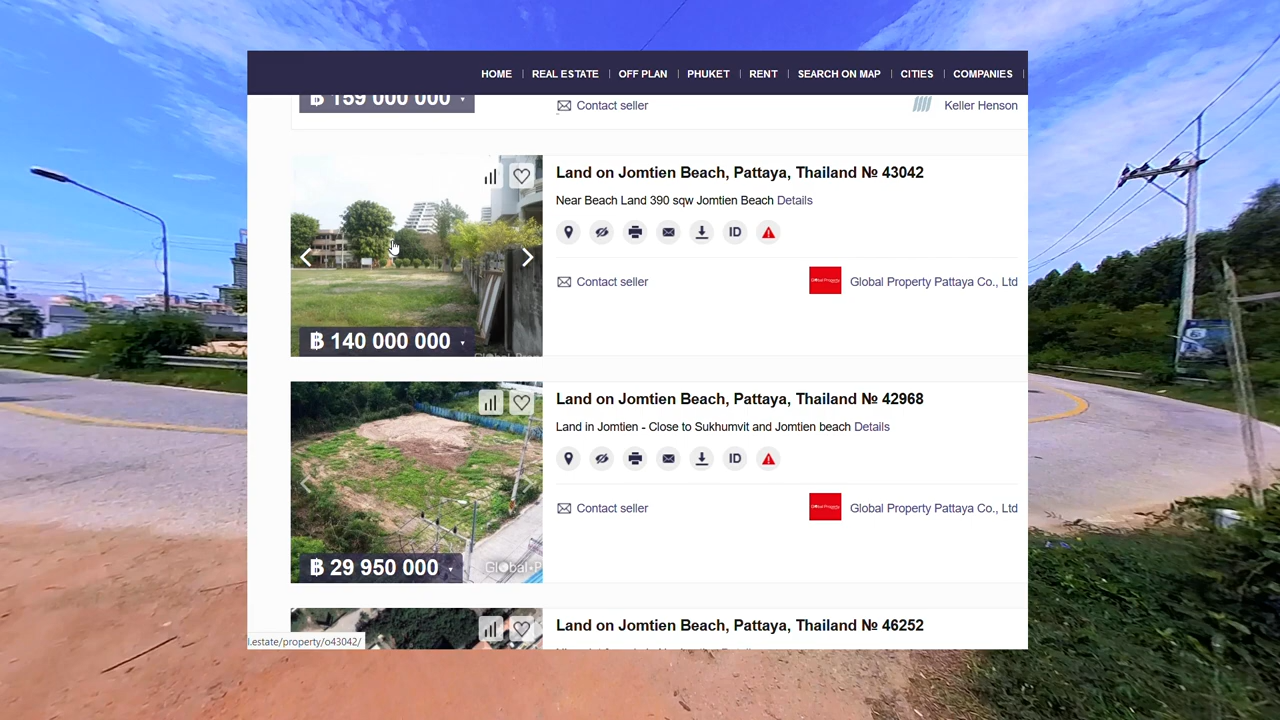 HOME
REAL ESTATE
OFF PLAN
PHUKET
RENT
SEARCH ON MAP
CITIES
COMPANIES
฿ 159 000 000
Contact seller
Keller Henson
Land on Jomtien Beach, Pattaya, Thailand № 43042
Near Beach Land 390 sqw Jomtien Beach Details
ID
Contact seller
Global Property Pattaya Co., Ltd
฿ 140 000 000
Land on Jomtien Beach, Pattaya, Thailand № 42968
Land in Jomtien - Close to Sukhumvit and Jomtien beach Details
ID
Contact seller
Global Property Pattaya Co., Ltd
฿ 29 950 000
Land on Jomtien Beach, Pattaya, Thailand № 46252
l.estate/property/o43042/